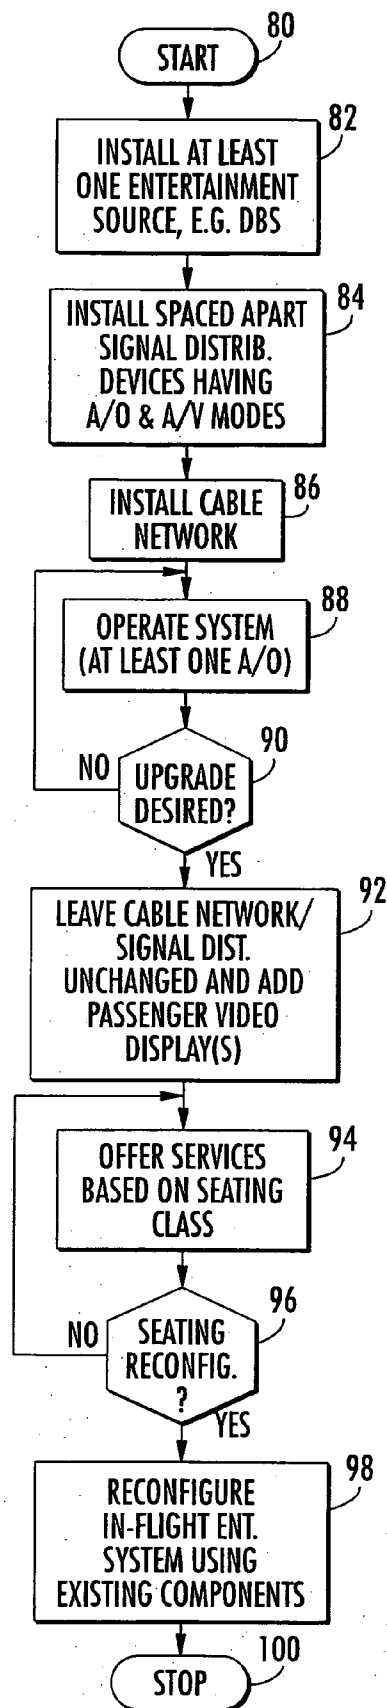 START
80
82
INSTALL AT LEAST
ONE ENTERTAINMENT
SOURCE, E.G. DBS
84
INSTALL SPACED APART
SIGNAL DISTRIB.
DEVICES HAVING
A/O & A/V MODES
86
INSTALL CABLE
NETWORK
88
OPERATE SYSTEM
(AT LEAST ONE A/O)
90
NO
UPGRADE
DESIRED?
YES
92
LEAVE CABLE NETWORK/
SIGNAL DIST.
UNCHANGED AND ADD
PASSENGER VIDEO
DISPLAY(S)
94
OFFER SERVICES
BASED ON SEATING
CLASS
96
NO
SEATING
RECONFIG.
?
YES
98
RECONFIGURE
IN-FLIGHT ENT.
SYSTEM USING
EXISTING COMPONENTS
100
STOP